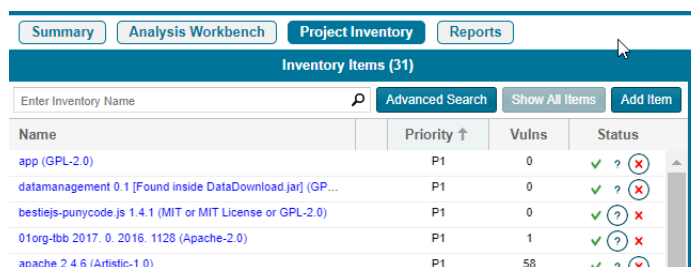 Summary Analysis Workbench Project Inventory Reports
Inventory Items (31)
Enter Inventory Name Advanced Search Show All Items Add Item
Name Priority Vulns Status
app (GPL-2.0) P1 0 ?
datamanagement 0.1 [Found inside DataDownload.jar] (GP... P1 0 ?
bestiejs-punycode.js 1.4.1 (MIT or MIT License or GPL-2.0) P1 0 ?
01org-tbb 2017. 0. 2016. 1128 (Apache-2.0) P1 1 ?
apache 2.4.6 (Artistic-1.0) P1 58 ?